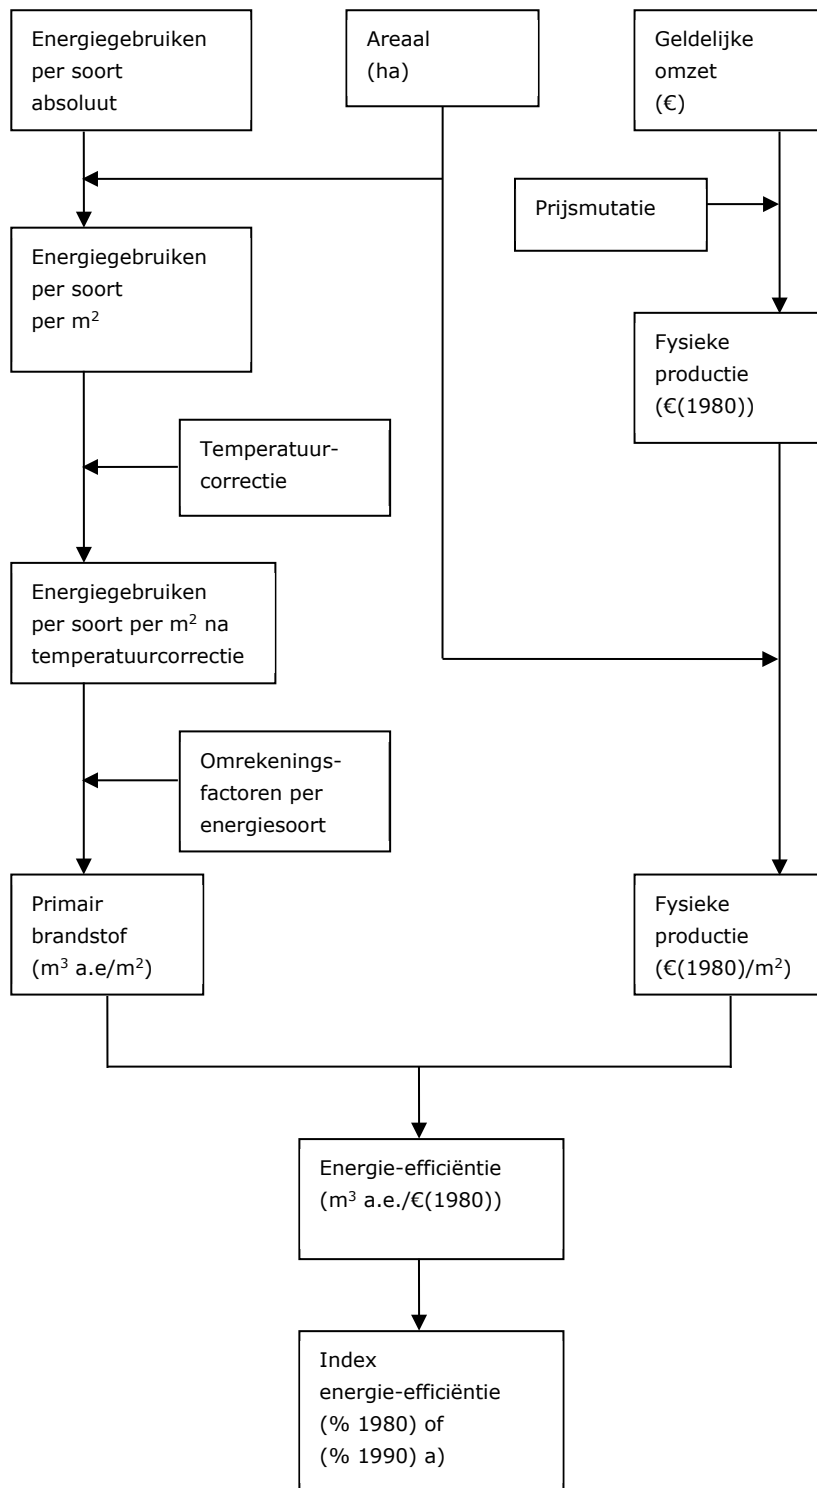 Energiegebruiken
per soort
absoluut
Areaal
(ha)
Geldelijke
omzet
(€)
Prijsmutatie
Energiegebruiken
per soort
per m²
Fysieke
productie
(€(1980))
Temperatuur-
correctie
Energiegebruiken
per soort per m² na
temperatuurcorrectie
Omrekenings-
factoren per
energiesoort
Primair
brandstof
(m³ a.e/m²)
Fysieke
productie
(€(1980)/m²)
Energie-efficiëntie
(m³ a.e./€(1980))
Index
energie-efficiëntie
(% 1980) of
(% 1990) a)